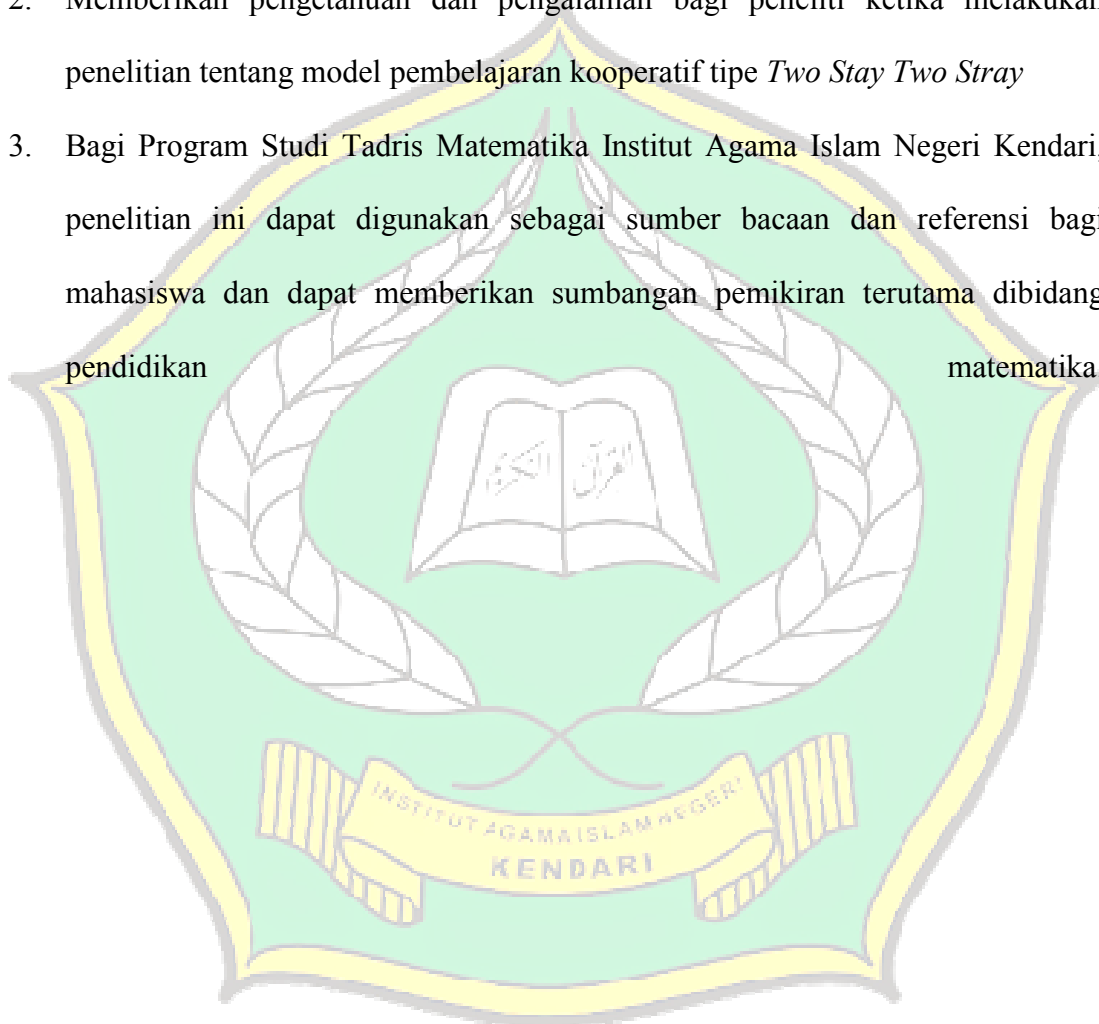 2. Memberikan pengetahuan dan pengalaman bagi peneliti ketika melakukan
penelitian tentang model pembelajaran kooperatif tipe Two Stay Two Stray
3. Bagi Program Studi Tadris Matematika Institut Agama Islam Negeri Kendari,
penelitian ini dapat digunakan sebagai sumber bacaan dan referensi bagi
mahasiswa dan dapat memberikan sumbangan pemikiran terutama dibidang
pendidikan matematika
القرآن الكريم
INSTITUT AGAMA ISLAM NEGERI
KENDARI